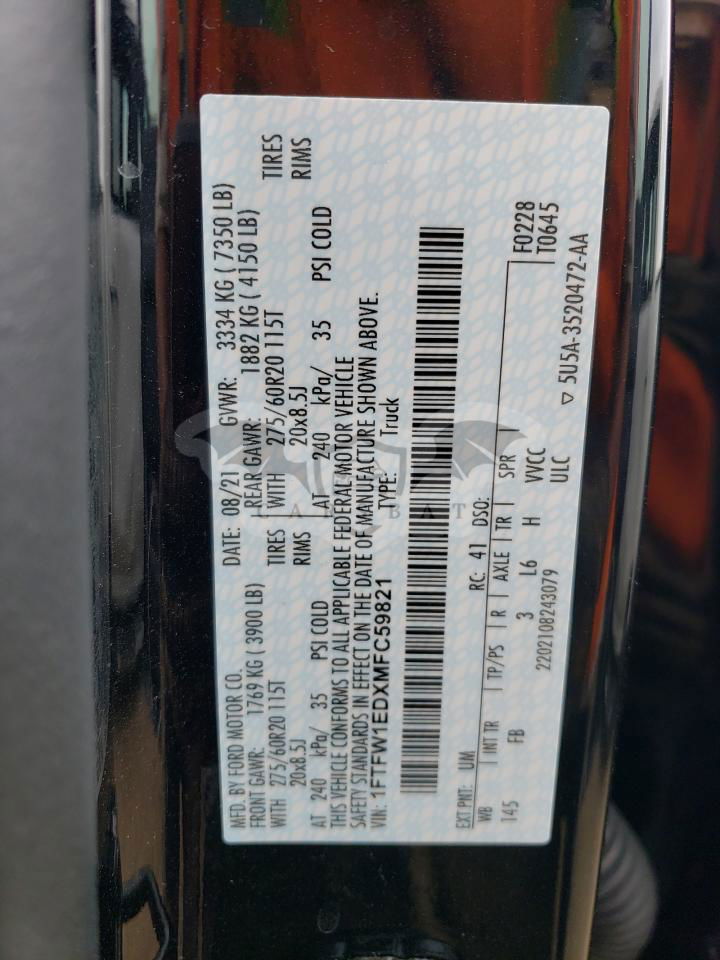 MFD. BY FORD MOTOR CO.
DATE: 08/21 GVWR: 3334 KG ( 7350 LB)
FRONT GAWR: 1769 KG ( 3900 LB) REAR GAWR: 1882 KG ( 4150 LB)
WITH 275/60R20 115T TIRES WITH 275/60R20 115T TIRES
20x8.5J RIMS 20x8.5J RIMS
AT 240 kPa/ 35 PSI COLD AT 240 kPa/ 35 PSI COLD
THIS VEHICLE CONFORMS TO ALL APPLICABLE FEDERAL MOTOR VEHICLE
SAFETY STANDARDS IN EFFECT ON THE DATE OF MANUFACTURE SHOWN ABOVE.
VIN: 1FTFW1EDXMFC59821 TYPE: Truck
EXT PNT: UM RC: 41 DSO: F0228
WB INT TR TP/PS R AXLE TR SPR T0645
145 FB 3 L6 H VVCC
2202108243079 ULC ▽ 5U5A-3520472-AA
CARS BAT